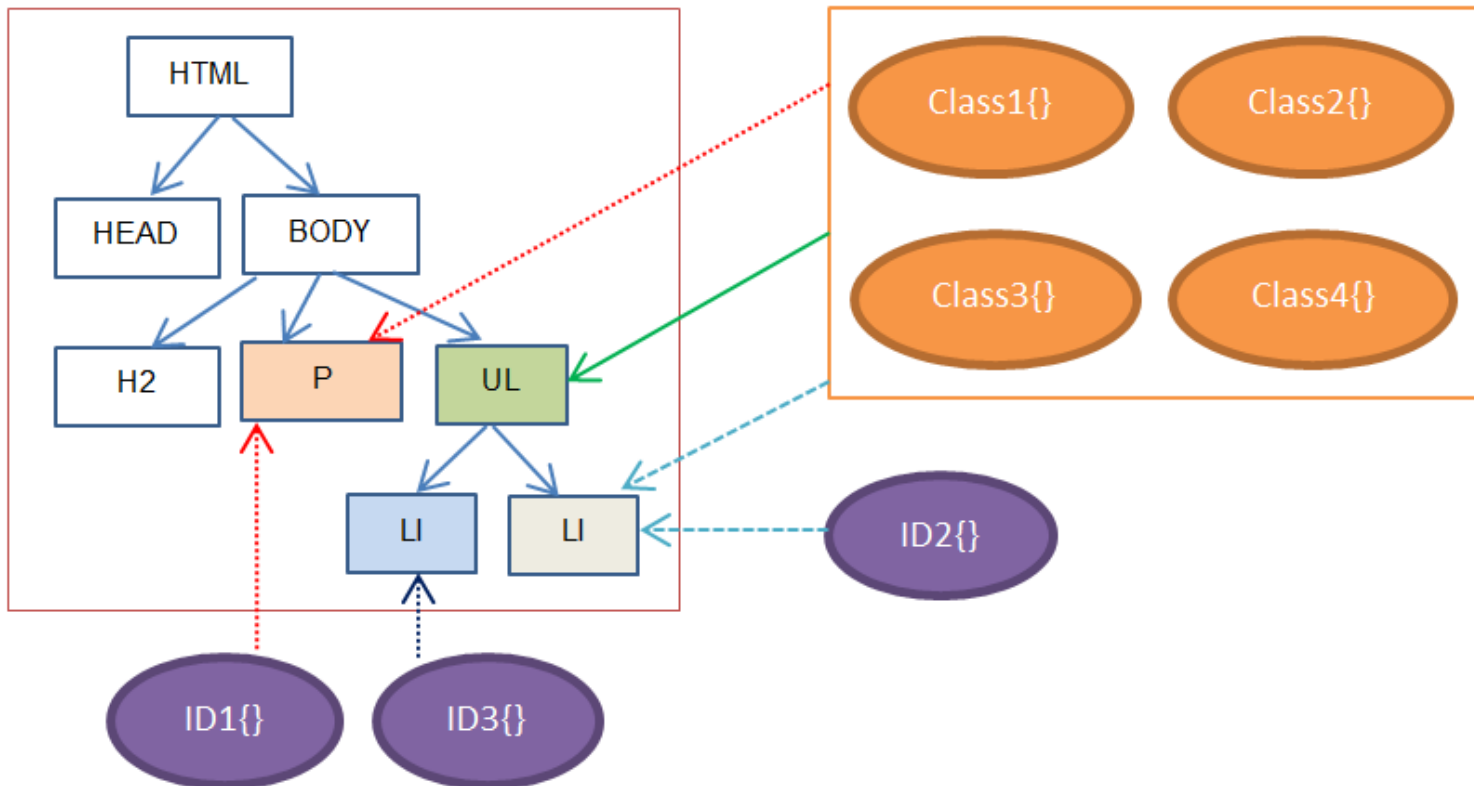 HTML
HEAD
BODY
H2
P
UL
LI
LI
Class1{}
Class2{}
Class3{}
Class4{}
ID2{}
ID1{}
ID3{}